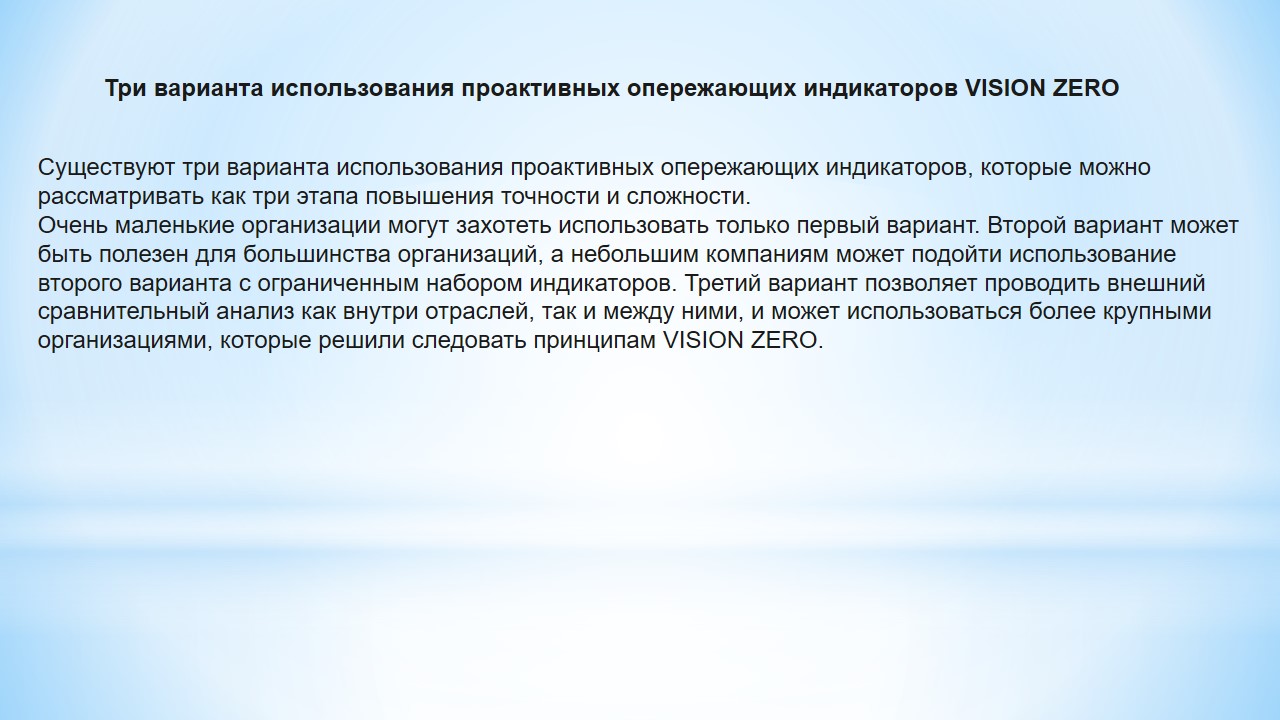 Три варианта использования проактивных опережающих индикаторов VISION ZERO
Существуют три варианта использования проактивных опережающих индикаторов, которые можно
рассматривать как три этапа повышения точности и сложности.
Очень маленькие организации могут захотеть использовать только первый вариант. Второй вариант может
быть полезен для большинства организаций, а небольшим компаниям может подойти использование
второго варианта с ограниченным набором индикаторов. Третий вариант позволяет проводить внешний
сравнительный анализ как внутри отраслей, так и между ними, и может использоваться более крупными
организациями, которые решили следовать принципам VISION ZERO.